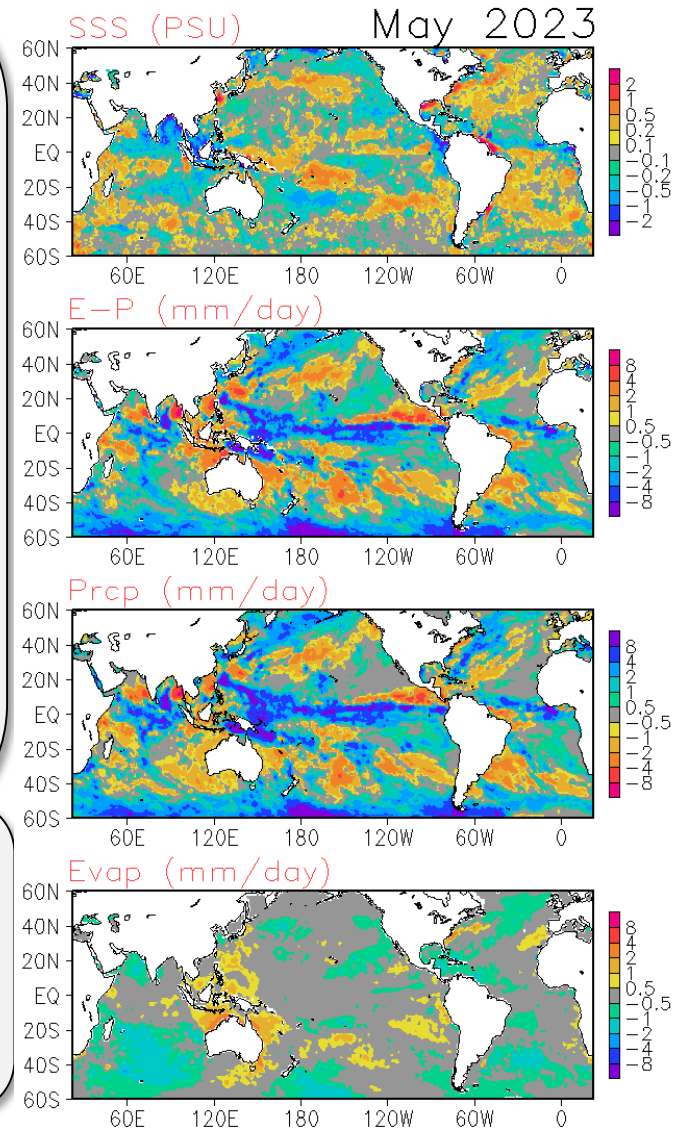 SSS (PSU) May 2023
60N
40N
20N
EQ
20S
40S
60S
60E 120E 180 120W 60W 0
2
1
0.5
0.2
0.1
−0.1
−0.2
−0.5
−1
−2
E−P (mm/day)
60N
40N
20N
EQ
20S
40S
60S
60E 120E 180 120W 60W 0
8
4
2
1
0.5
−0.5
−1
−2
−4
−8
Prcp (mm/day)
60N
40N
20N
EQ
20S
40S
60S
60E 120E 180 120W 60W 0
8
4
2
1
0.5
−0.5
−1
−2
−4
−8
Evap (mm/day)
60N
40N
20N
EQ
20S
40S
60S
60E 120E 180 120W 60W 0
8
4
2
1
0.5
−0.5
−1
−2
−4
−8